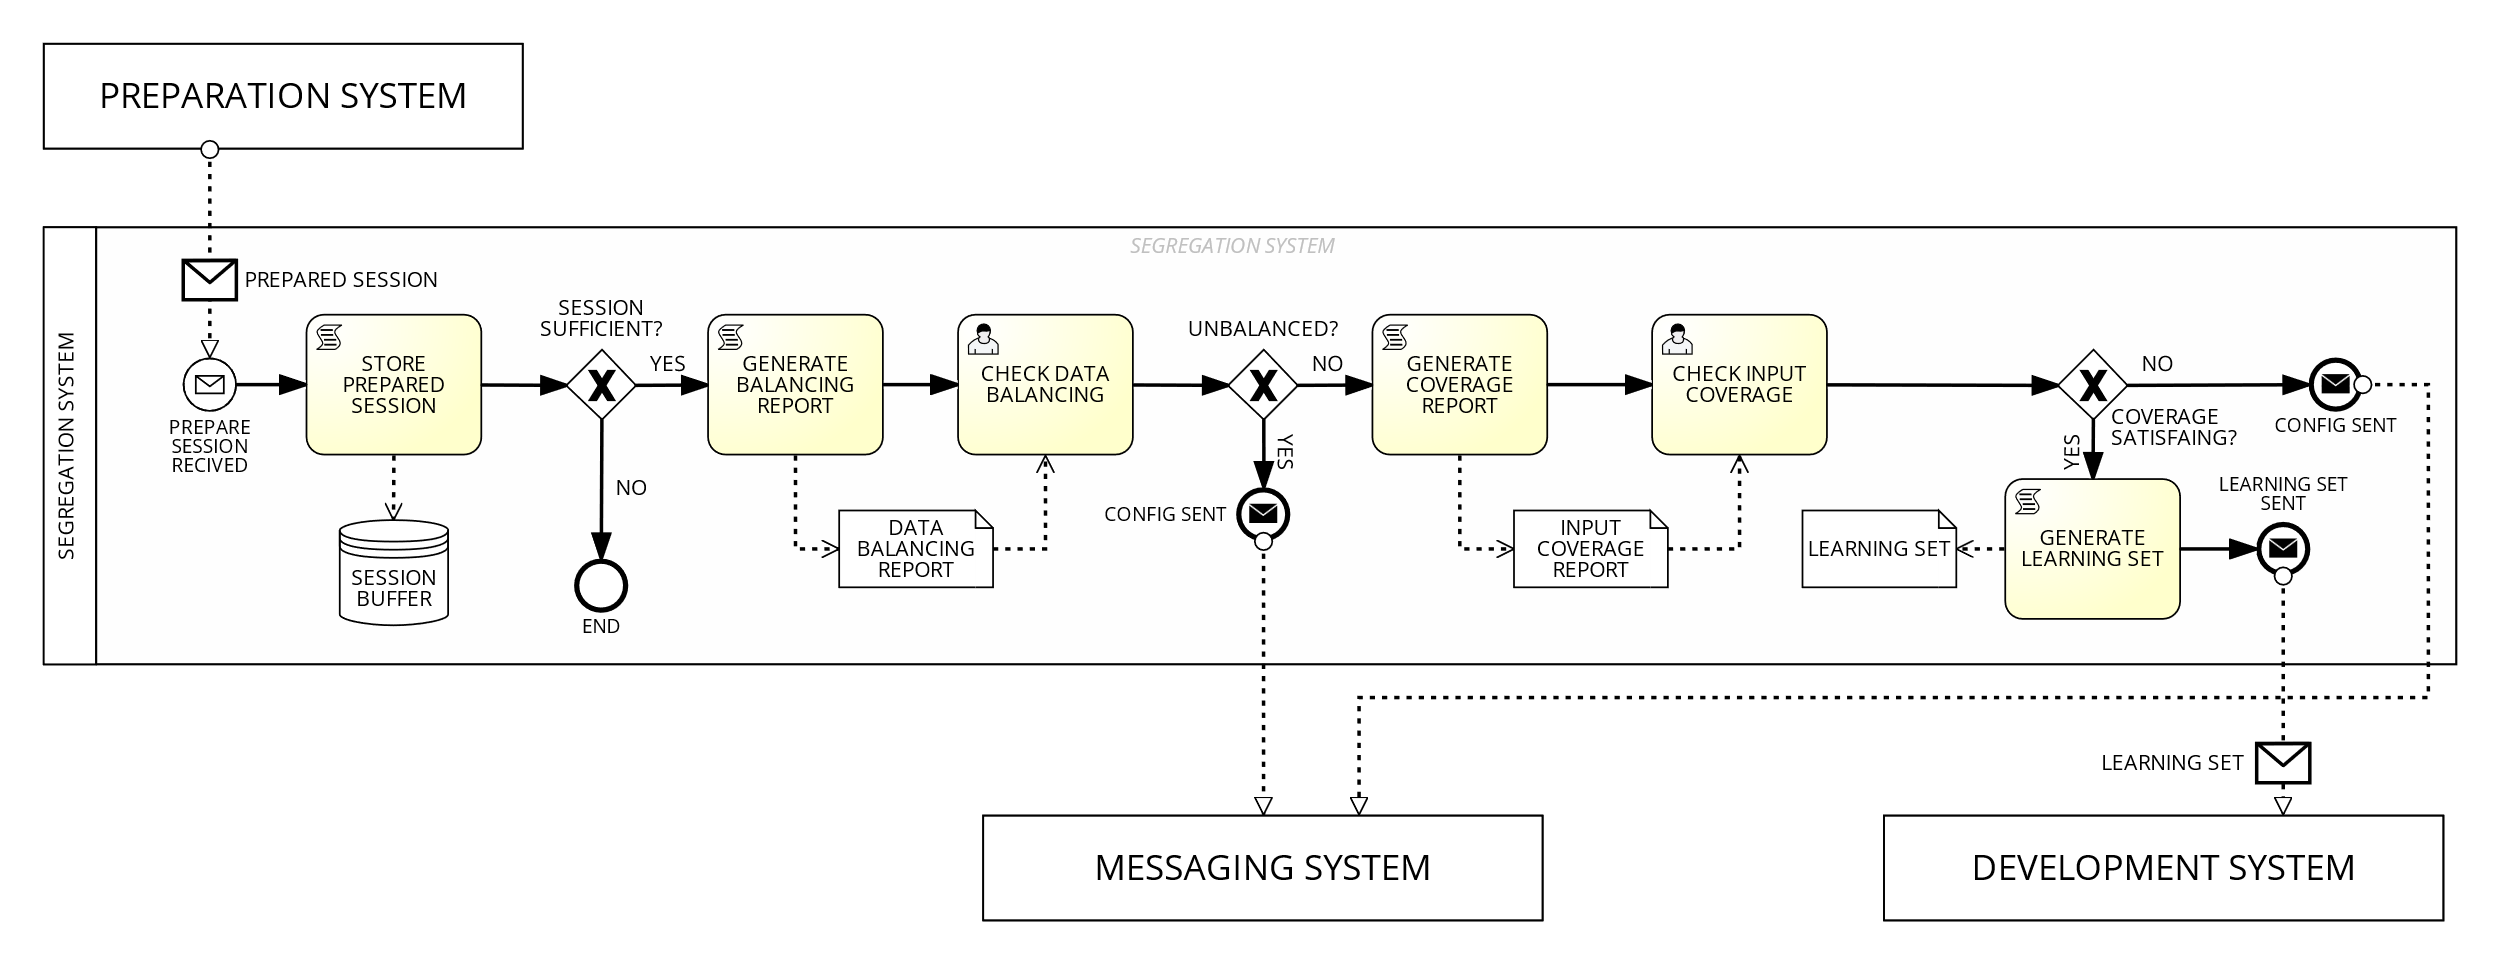 PREPARATION SYSTEM
SEGREGATION SYSTEM
SEGREGATION SYSTEM
PREPARED SESSION
PREPARE
SESSION
RECIVED
STORE
PREPARED
SESSION
SESSION
BUFFER
SESSION
SUFFICIENT?
YES
NO
END
GENERATE
BALANCING
REPORT
DATA
BALANCING
REPORT
CHECK DATA
BALANCING
UNBALANCED?
NO
YES
CONFIG SENT
GENERATE
COVERAGE
REPORT
INPUT
COVERAGE
REPORT
CHECK INPUT
COVERAGE
NO
COVERAGE
SATISFAING?
YES
CONFIG SENT
GENERATE
LEARNING SET
LEARNING SET
LEARNING SET
SENT
LEARNING SET
MESSAGING SYSTEM
DEVELOPMENT SYSTEM